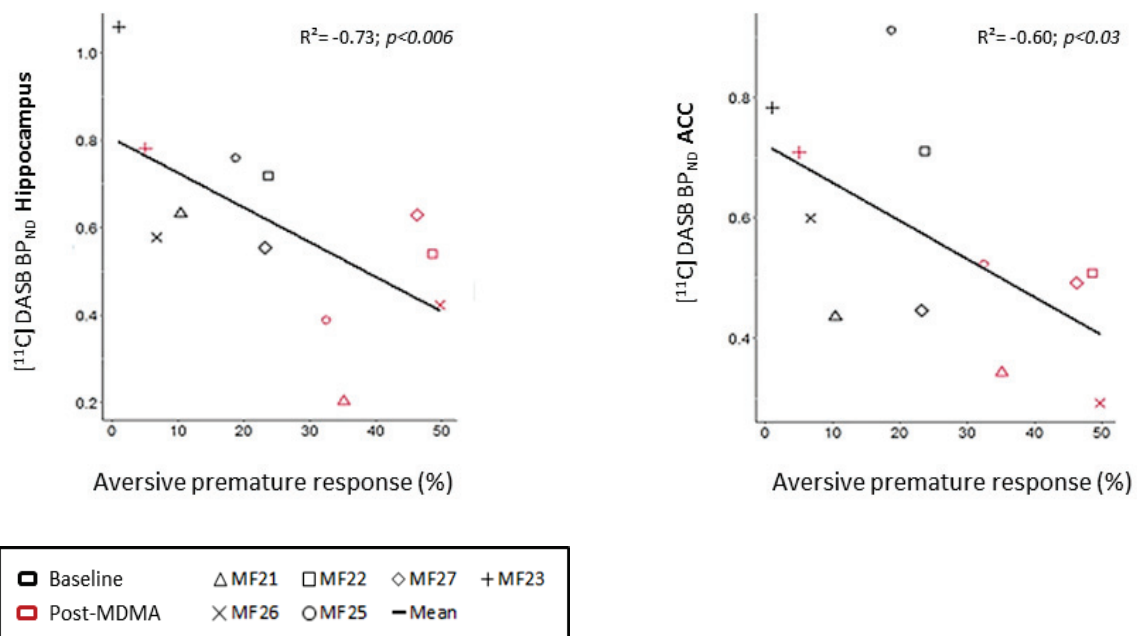 R²= -0.73; p<0.006
[¹¹C] DASB BP_ND Hippocampus
1.0
0.8
0.6
0.4
0.2
0 10 20 30 40 50
Aversive premature response (%)
R²= -0.60; p<0.03
[¹¹C] DASB BP_ND ACC
0.8
0.6
0.4
0 10 20 30 40 50
Aversive premature response (%)
Baseline MF21 MF22 MF27 MF23
Post-MDMA MF26 MF25 Mean